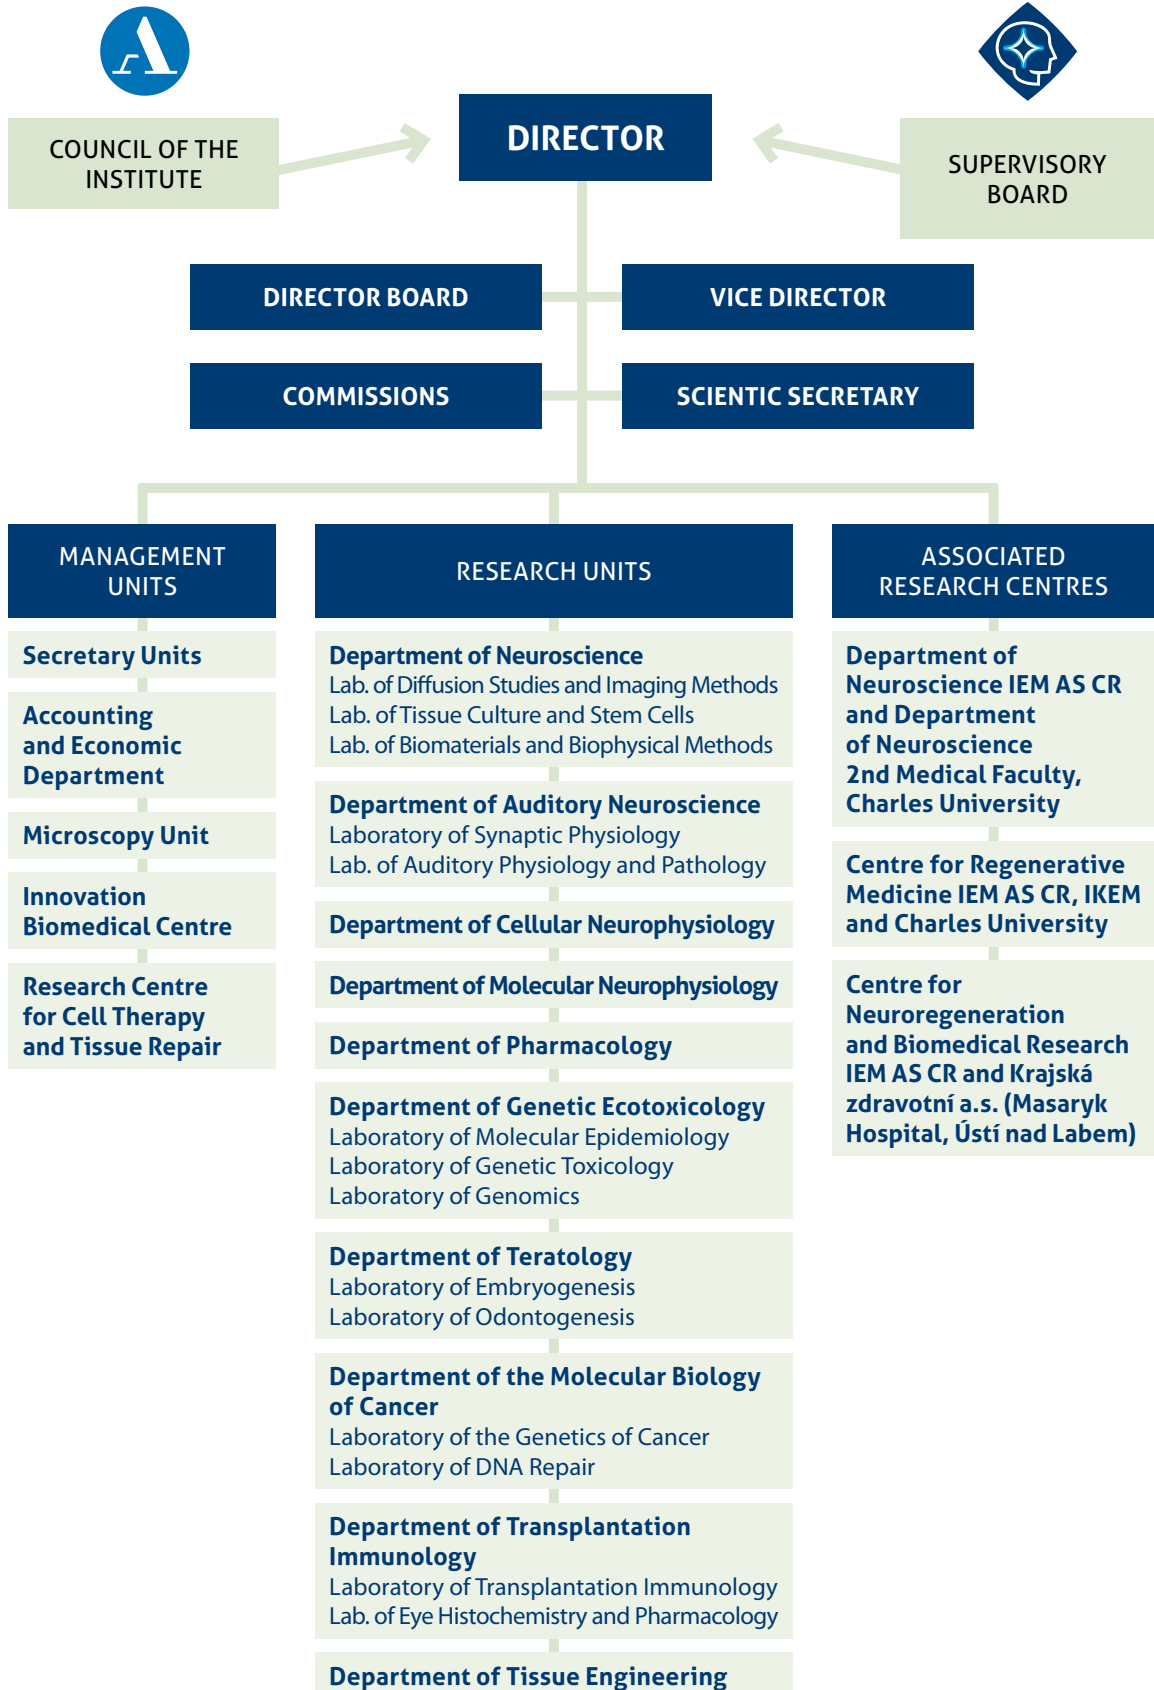 COUNCIL OF THE
INSTITUTE
DIRECTOR
SUPERVISORY
BOARD
DIRECTOR BOARD
VICE DIRECTOR
COMMISSIONS
SCIENTIC SECRETARY
MANAGEMENT
UNITS
Secretary Units
Accounting
and Economic
Department
Microscopy Unit
Innovation
Biomedical Centre
Research Centre
for Cell Therapy
and Tissue Repair
RESEARCH UNITS
Department of Neuroscience
Lab. of Diffusion Studies and Imaging Methods
Lab. of Tissue Culture and Stem Cells
Lab. of Biomaterials and Biophysical Methods
Department of Auditory Neuroscience
Laboratory of Synaptic Physiology
Lab. of Auditory Physiology and Pathology
Department of Cellular Neurophysiology
Department of Molecular Neurophysiology
Department of Pharmacology
Department of Genetic Ecotoxicology
Laboratory of Molecular Epidemiology
Laboratory of Genetic Toxicology
Laboratory of Genomics
Department of Teratology
Laboratory of Embryogenesis
Laboratory of Odontogenesis
Department of the Molecular Biology
of Cancer
Laboratory of the Genetics of Cancer
Laboratory of DNA Repair
Department of Transplantation
Immunology
Laboratory of Transplantation Immunology
Lab. of Eye Histochemistry and Pharmacology
Department of Tissue Engineering
ASSOCIATED
RESEARCH CENTRES
Department of
Neuroscience IEM AS CR
and Department
of Neuroscience
2nd Medical Faculty,
Charles University
Centre for Regenerative
Medicine IEM AS CR, IKEM
and Charles University
Centre for
Neuroregeneration
and Biomedical Research
IEM AS CR and Krajská
zdravotní a.s. (Masaryk
Hospital, Ústí nad Labem)